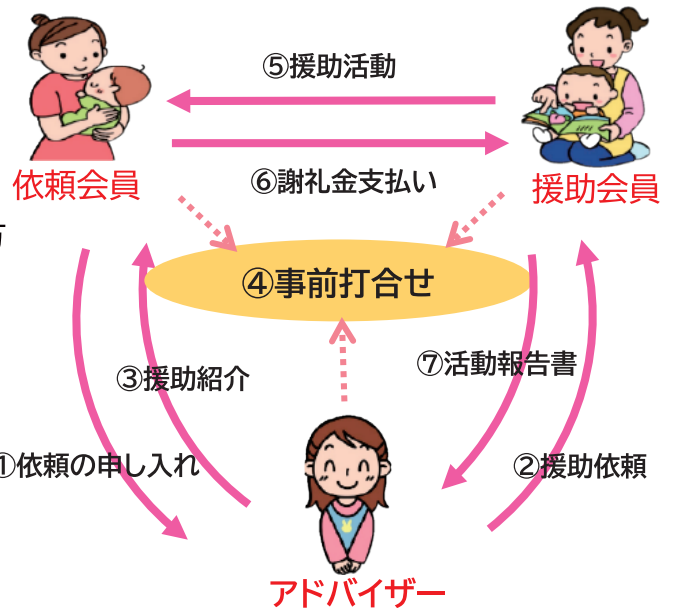 ⑤援助活動
⑥謝礼金支払い
依頼会員
援助会員
④事前打合せ
③援助紹介
⑦活動報告書
①依頼の申し入れ
②援助依頼
アドバイザー